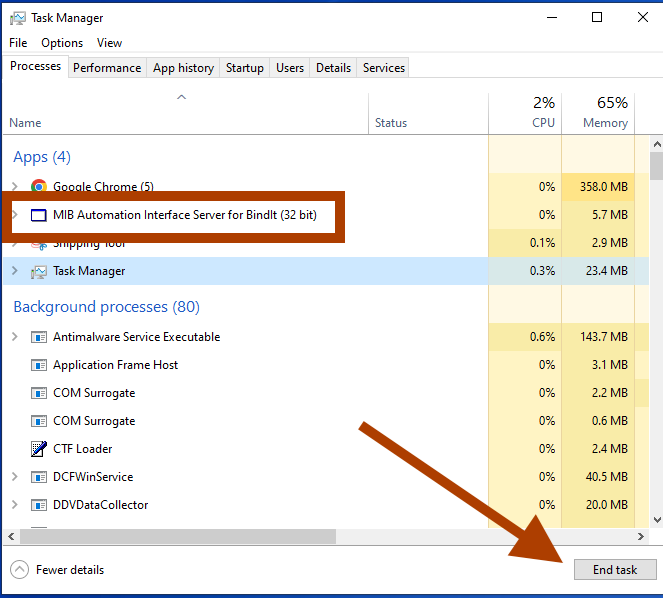 Task Manager
File Options View
Processes Performance App history Startup Users Details Services
2% 65%
Name Status CPU Memory
Apps (4)
Google Chrome (5) 0% 358.0 MB
MIB Automation Interface Server for BindIt (32 bit) 0% 5.7 MB
Snipping Tool 0.1% 2.9 MB
Task Manager 0.3% 23.4 MB
Background processes (80)
Antimalware Service Executable 0.6% 143.7 MB
Application Frame Host 0% 3.1 MB
COM Surrogate 0% 2.2 MB
COM Surrogate 0% 0.6 MB
CTF Loader 0% 2.4 MB
DCFWinService 0% 40.5 MB
DDVDataCollector 0% 20.0 MB
Fewer details End task